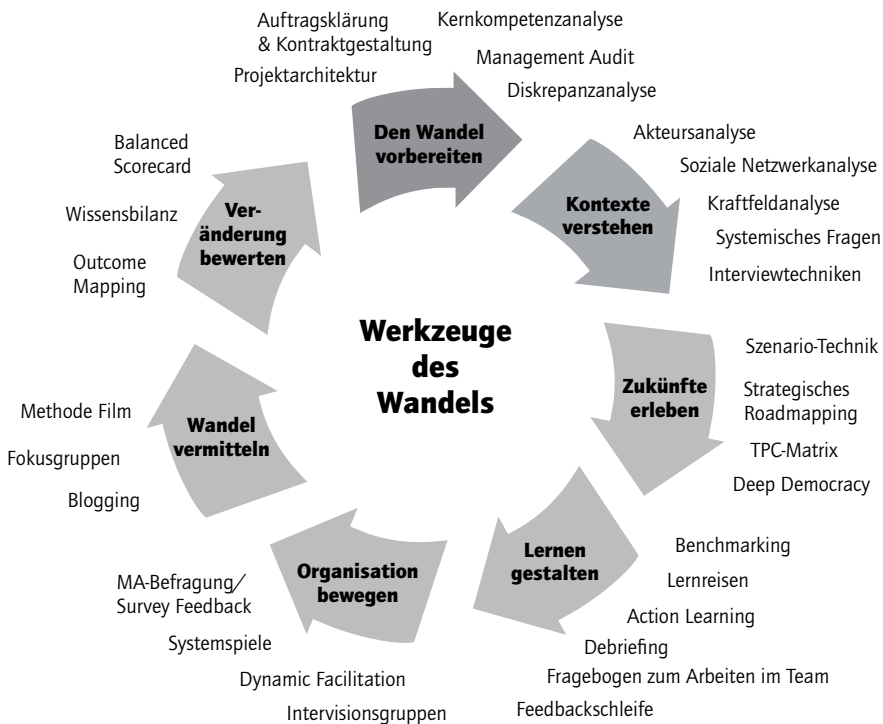 Werkzeuge
des
Wandels
Auftragsklärung
& Kontraktgestaltung
Projektarchitektur
Kernkompetenzanalyse
Management Audit
Diskrepanzanalyse
Den Wandel
vorbereiten
Akteursanalyse
Soziale Netzwerkanalyse
Kraftfeldanalyse
Systemisches Fragen
Interviewtechniken
Kontexte
verstehen
Szenario-Technik
Strategisches
Roadmapping
TPC-Matrix
Deep Democracy
Zukünfte
erleben
Benchmarking
Lernreisen
Action Learning
Debriefing
Fragebogen zum Arbeiten im Team
Feedbackschleife
Lernen
gestalten
MA-Befragung/
Survey Feedback
Systemspiele
Dynamic Facilitation
Intervisionsgruppen
Organisation
bewegen
Methode Film
Fokusgruppen
Blogging
Wandel
vermitteln
Balanced
Scorecard
Wissensbilanz
Outcome
Mapping
Ver-
änderung
bewerten